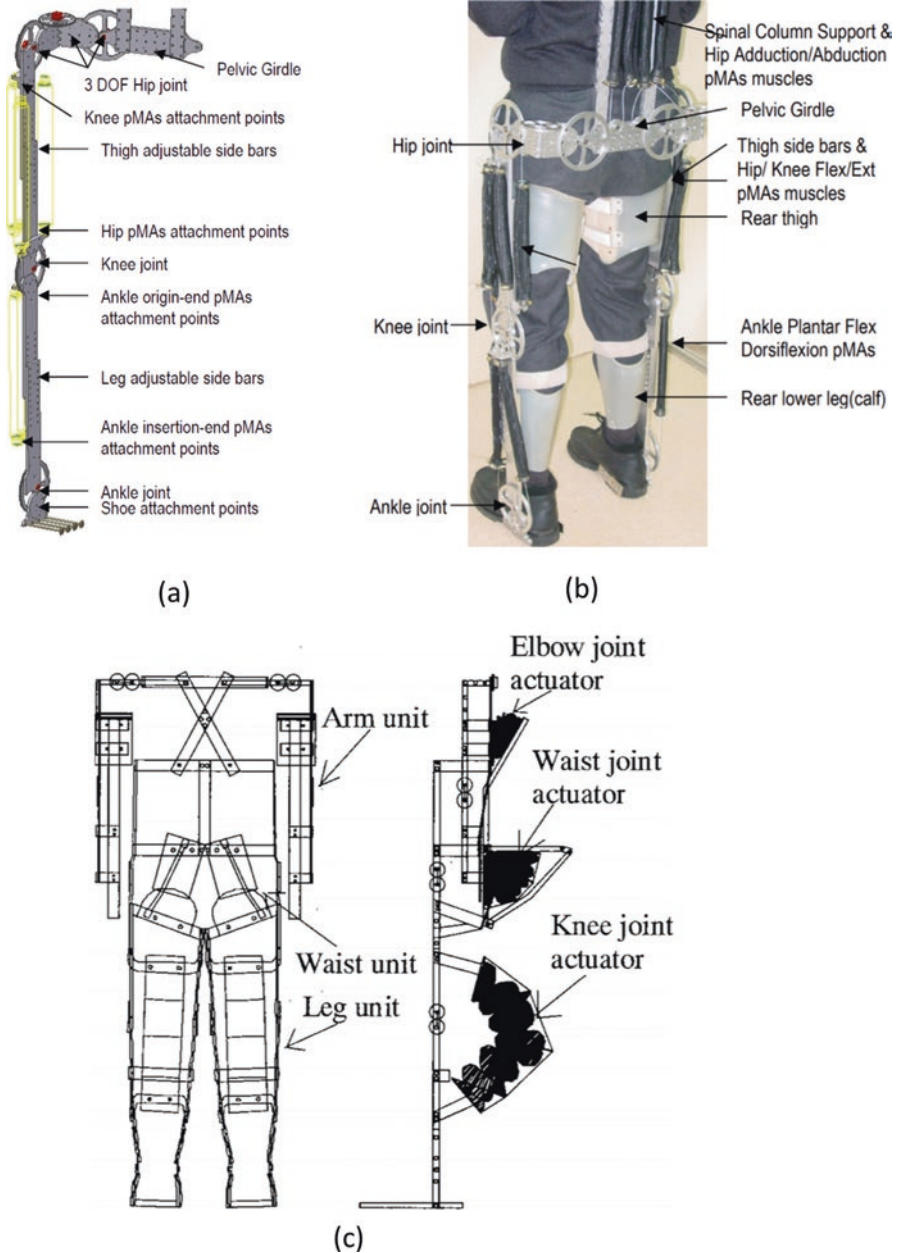 3 DOF Hip joint
Pelvic Girdle
Knee pMAs attachment points
Thigh adjustable side bars
Hip pMAs attachment points
Knee joint
Ankle origin-end pMAs
attachment points
Leg adjustable side bars
Ankle insertion-end pMAs
attachment points
Ankle joint
Shoe attachment points
(a)
Spinal Column Support &
Hip Adduction/Abduction
pMAs muscles
Pelvic Girdle
Hip joint
Thigh side bars &
Hip/ Knee Flex/Ext
pMAs muscles
Rear thigh
Knee joint
Ankle Plantar Flex
Dorsiflexion pMAs
Rear lower leg(calf)
Ankle joint
(b)
Elbow joint
actuator
Arm unit
Waist joint
actuator
Knee joint
actuator
Waist unit
Leg unit
(c)